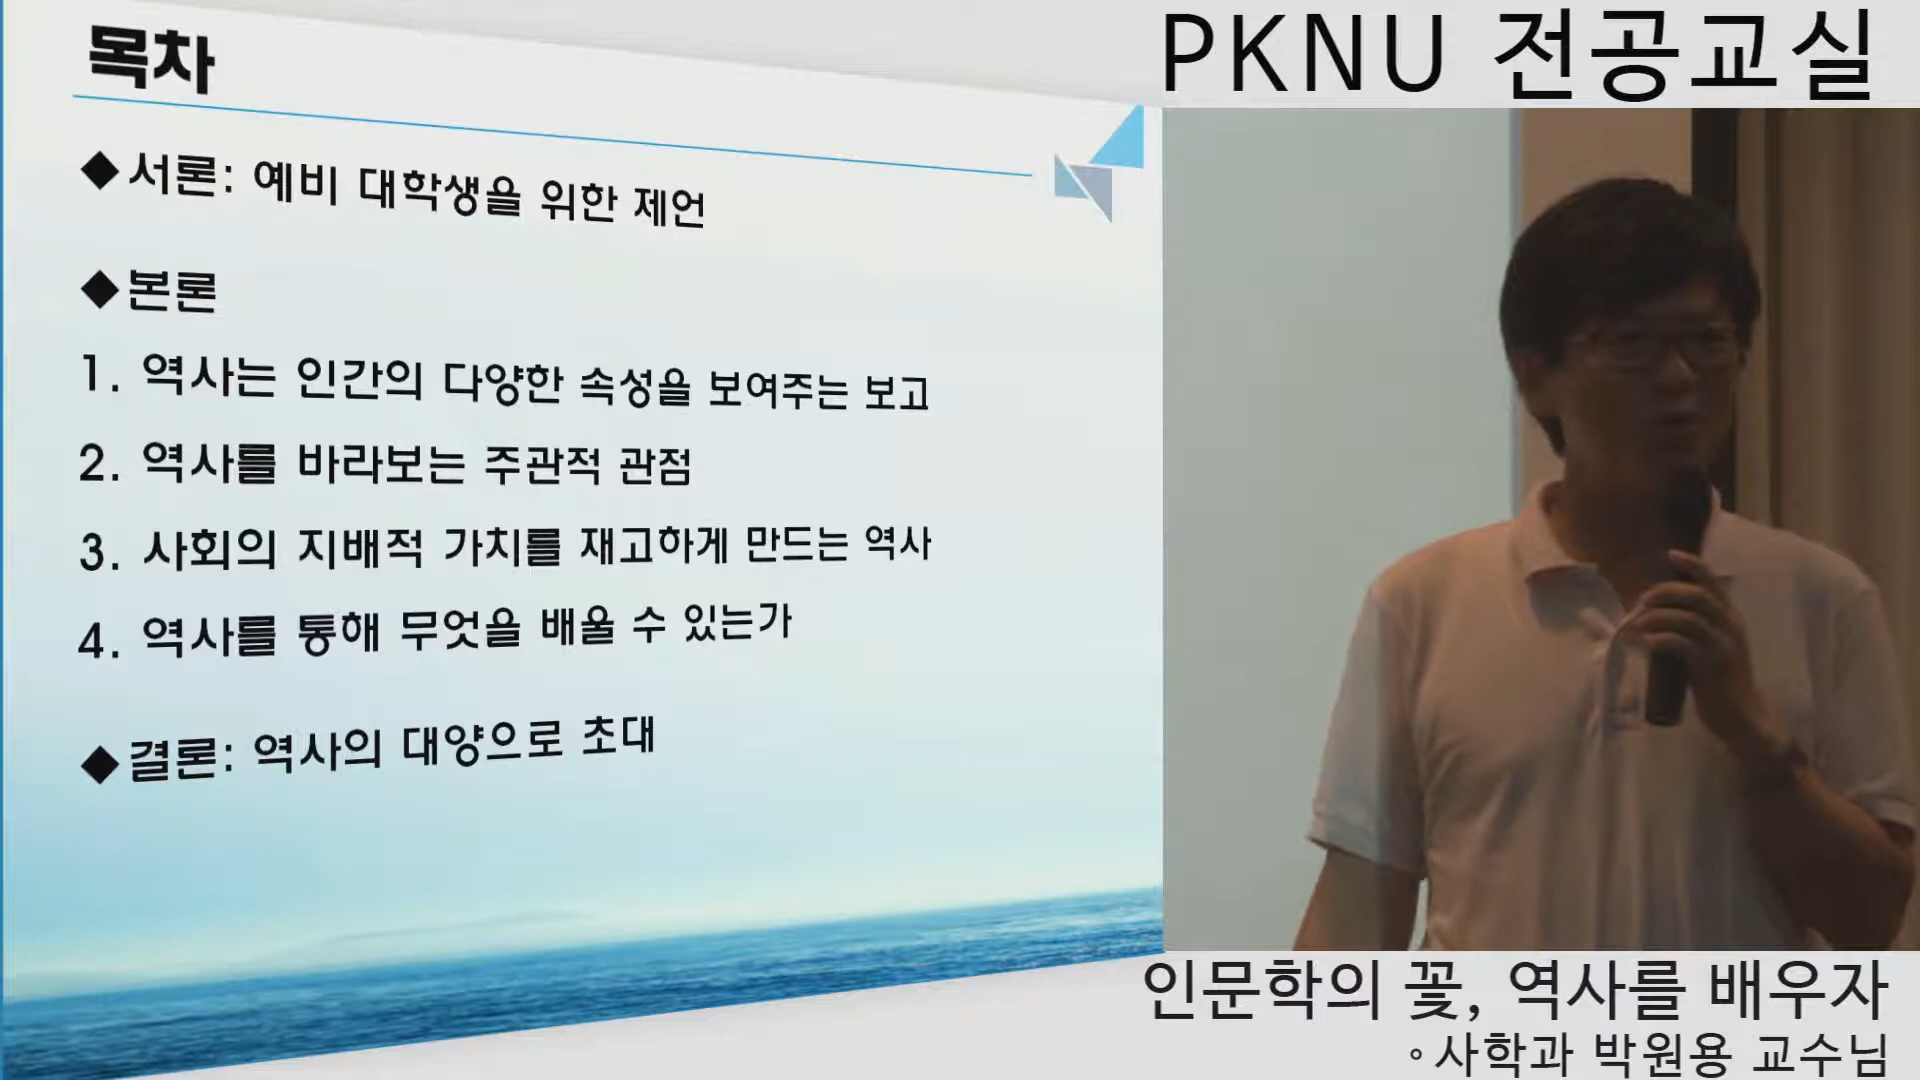 목차
◆서론: 예비 대학생을 위한 제언
◆본론
1. 역사는 인간의 다양한 속성을 보여주는 보고
2. 역사를 바라보는 주관적 관점
3. 사회의 지배적 가치를 재고하게 만드는 역사
4. 역사를 통해 무엇을 배울 수 있는가
◆결론: 역사의 대양으로 초대
PKNU 전공교실
인문학의 꽃, 역사를 배우자
◦사학과 박원용 교수님